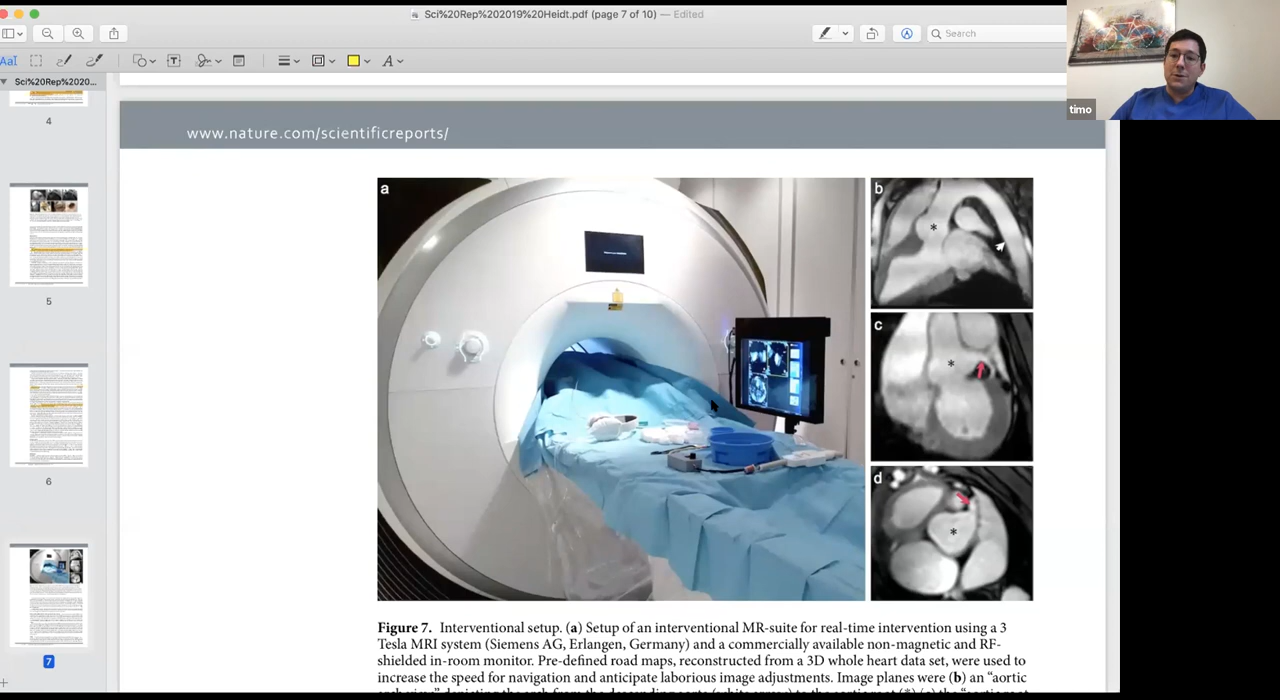 Sci%20Rep%202019%20Heidt.pdf (page 7 of 10) — Edited
Search
AaI
T
A
Sci%20Rep%2020...
4
5
6
7
timo
www.nature.com/scientificreports/
a
b
*
c
*
d
*
Figure 7. Interventional setup. (a) Setup of an interventional MR-suite for real-time intervention using a 3
Tesla MRI system (Siemens AG, Erlangen, Germany) and a commercially available non-magnetic and RF-
shielded in-room monitor. Pre-defined road maps, reconstructed from a 3D whole heart data set, were used to
increase the speed for navigation and anticipate laborious image adjustments. Image planes were (b) an “aortic